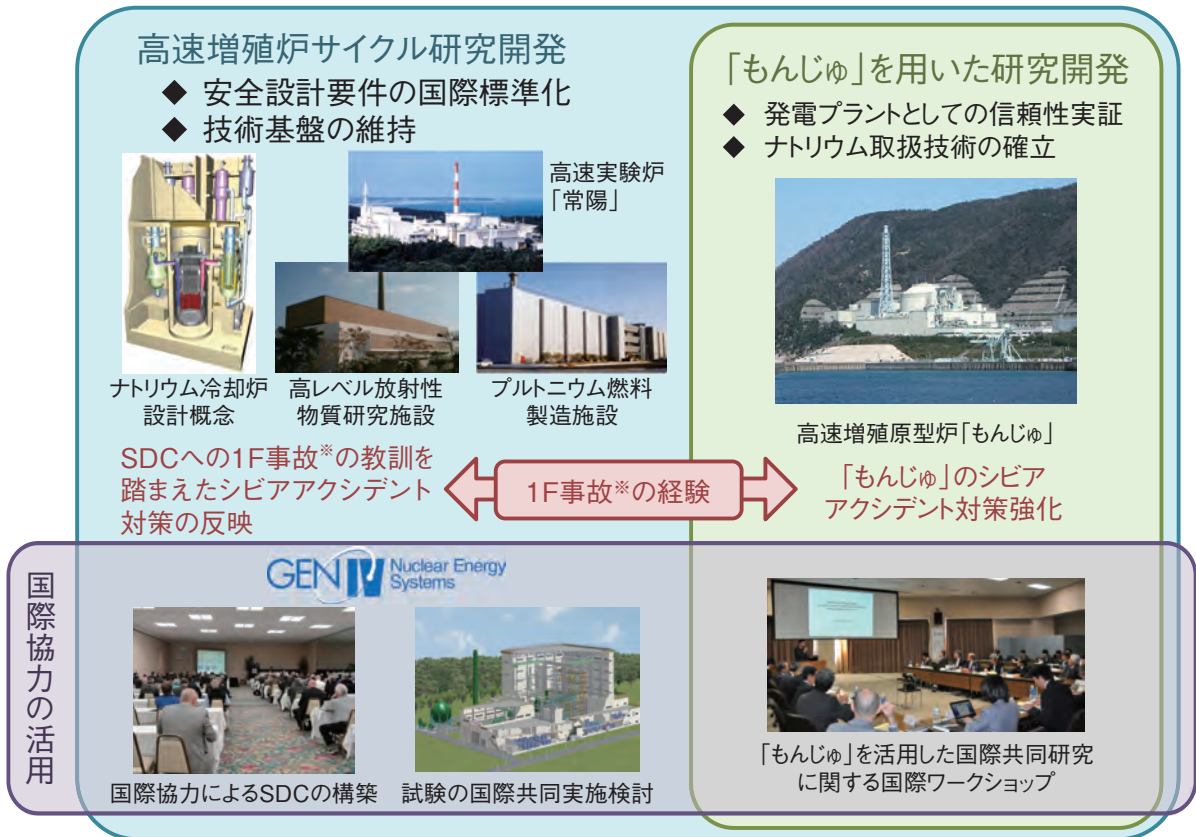 高速増殖炉サイクル研究開発
◆ 安全設計要件の国際標準化
◆ 技術基盤の維持
高速実験炉
「常陽」
ナトリウム冷却炉
設計概念
高レベル放射性
物質研究施設
プルトニウム燃料
製造施設
SDCへの1F事故※の教訓を
踏まえたシビアアクシデント
対策の反映
1F事故※の経験
「もんじゅ」を用いた研究開発
◆ 発電プラントとしての信頼性実証
◆ ナトリウム取扱技術の確立
高速増殖原型炉「もんじゅ」
「もんじゅ」のシビア
アクシデント対策強化
国際協力の活用
GEN IV Nuclear Energy
Systems
国際協力によるSDCの構築
試験の国際共同実施検討
「もんじゅ」を活用した国際共同研究
に関する国際ワークショップ